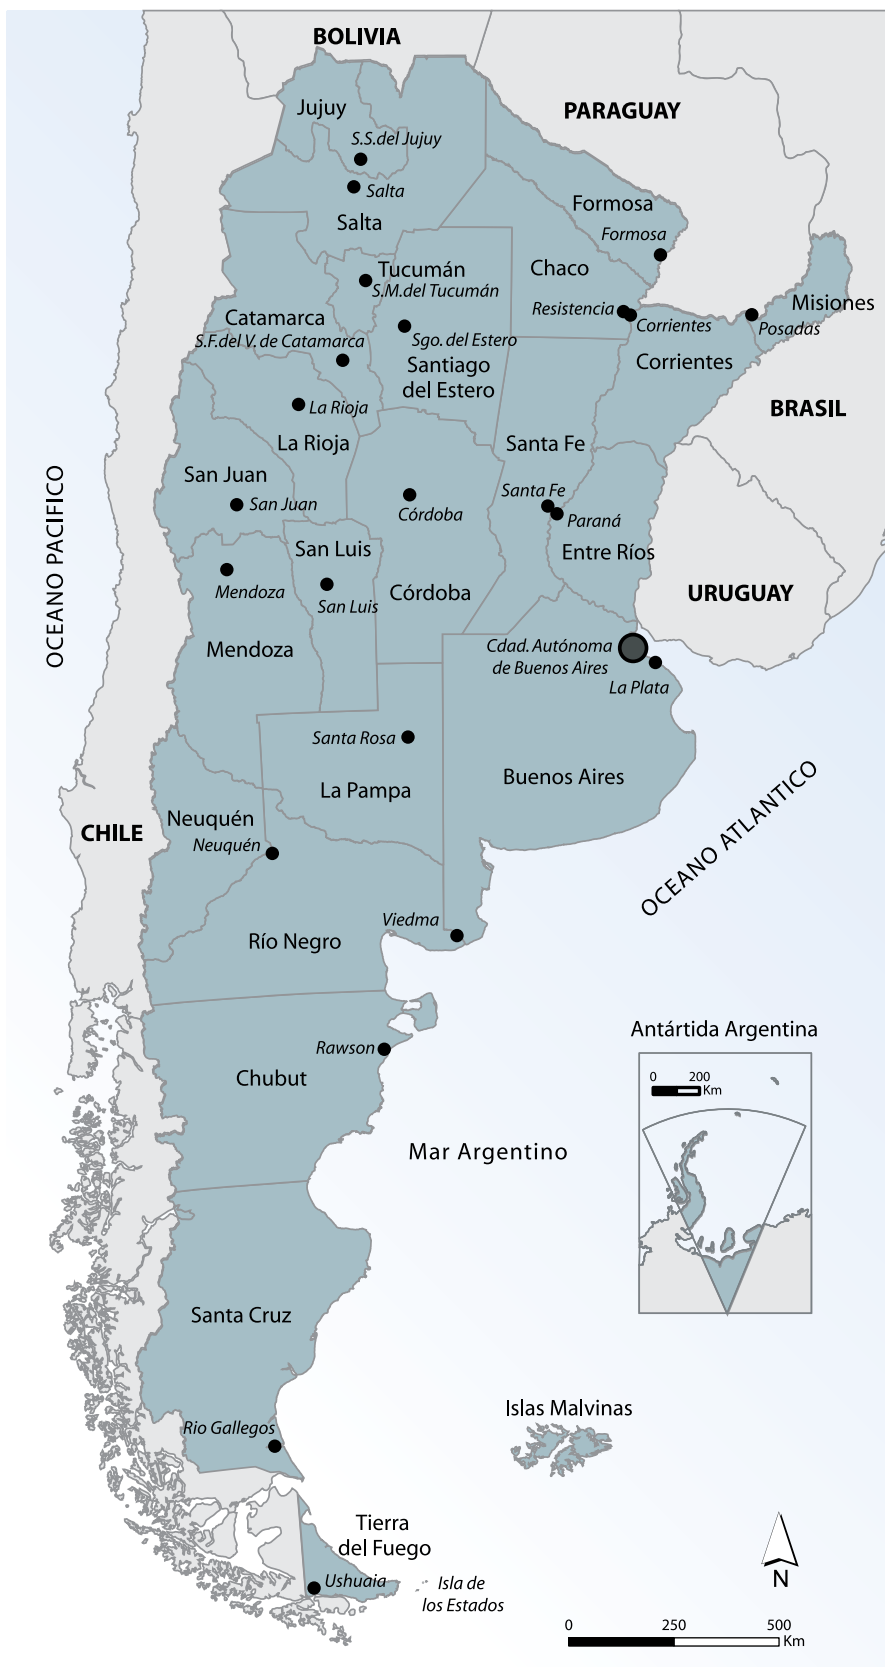 BOLIVIA
PARAGUAY
Jujuy
S.S.del Jujuy
Salta
Salta
Formosa
Formosa
Tucumán
S.M.del Tucumán
Chaco
Resistencia
Corrientes
Corrientes
Misiones
Posadas
Catamarca
S.F.del V. de Catamarca
Sgo. del Estero
Santiago
del Estero
BRASIL
La Rioja
La Rioja
Santa Fe
Santa Fe
San Juan
San Juan
Córdoba
Córdoba
Paraná
Entre Ríos
OCEANO PACIFICO
San Luis
San Luis
Mendoza
Mendoza
URUGUAY
Cdad. Autónoma
de Buenos Aires
La Plata
Santa Rosa
La Pampa
Buenos Aires
OCEANO ATLANTICO
CHILE
Neuquén
Neuquén
Viedma
Río Negro
Antártida Argentina
0 200
Km
Rawson
Chubut
Mar Argentino
Santa Cruz
Islas Malvinas
Rio Gallegos
Tierra
del Fuego
Ushuaia
Isla de
los Estados
N
0 250 500
Km